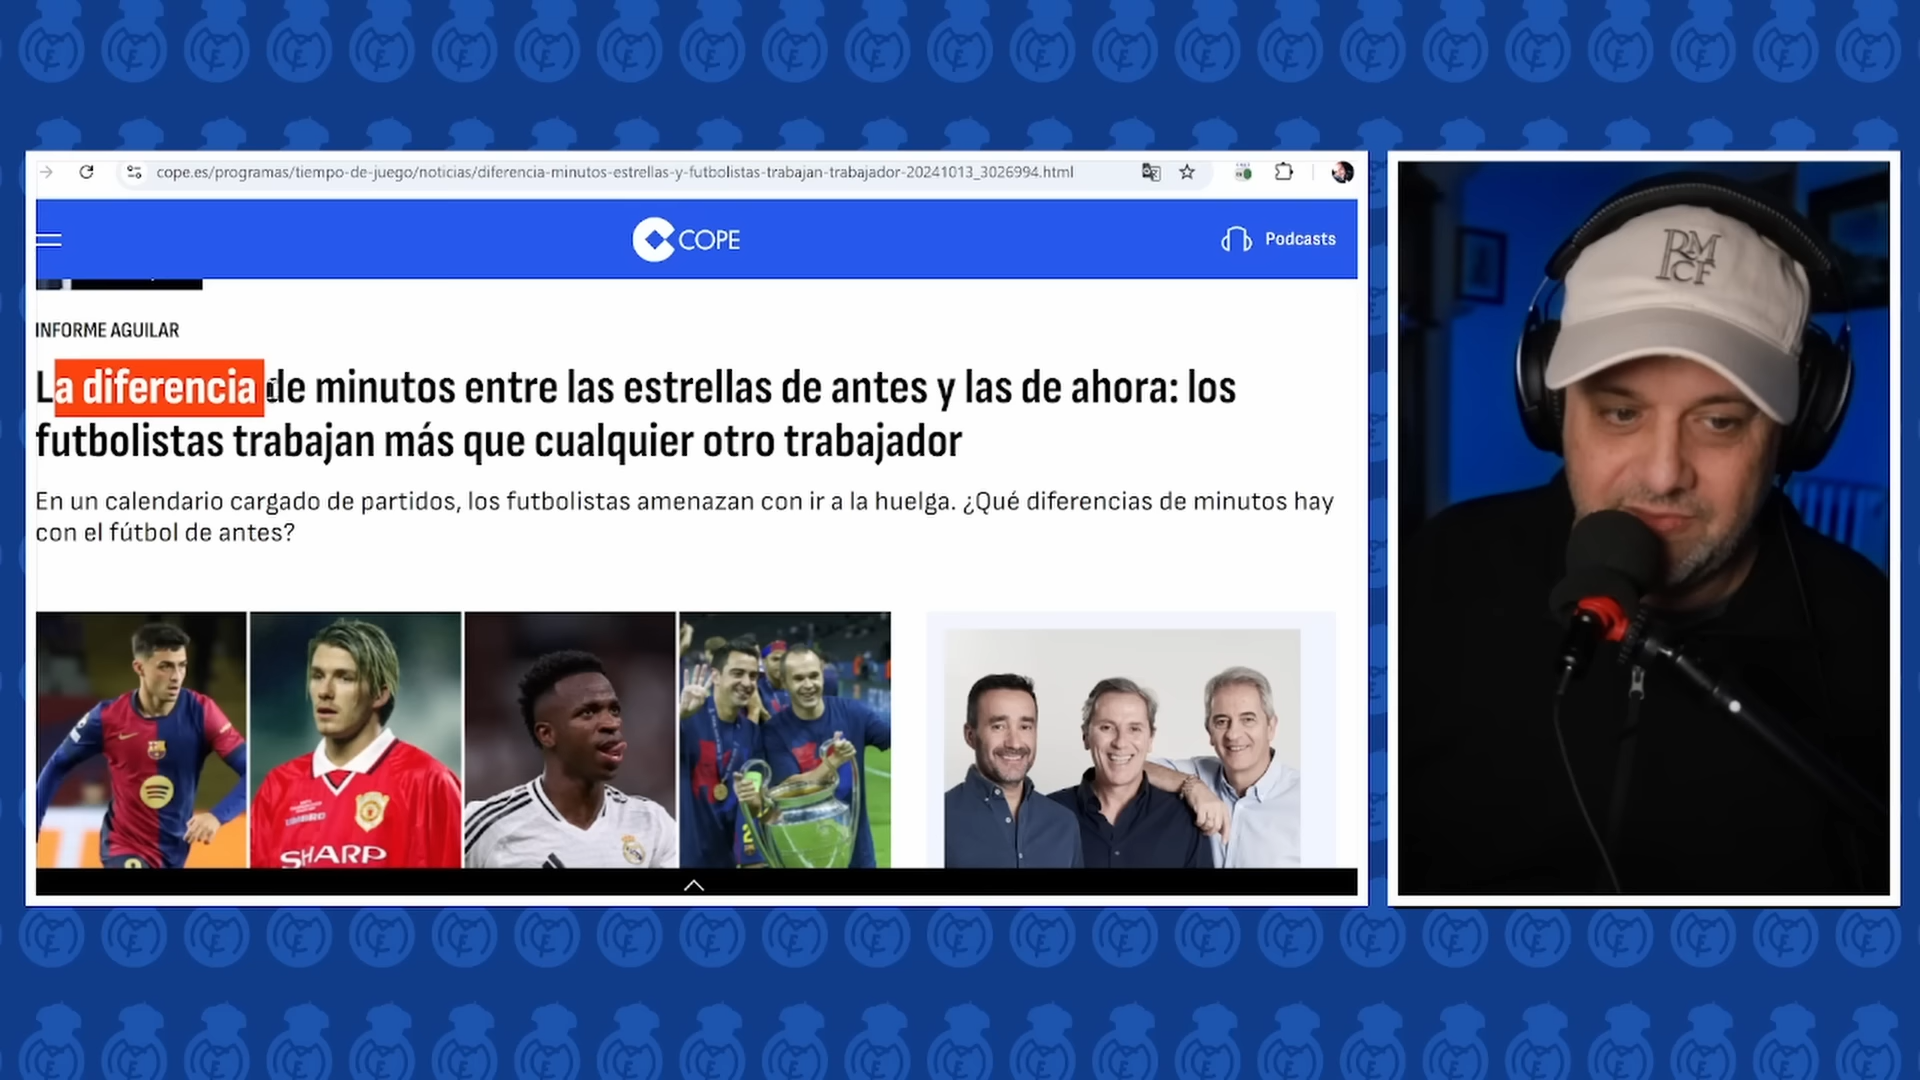 cope.es/programas/tiempo-de-juego/noticias/diferencia-minutos-estrellas-y-futbolistas-trabajan-trabajador-20241013_3026994.html
COPE
Podcasts
INFORME AGUILAR
La diferencia de minutos entre las estrellas de antes y las de ahora: los
futbolistas trabajan más que cualquier otro trabajador
En un calendario cargado de partidos, los futbolistas amenazan con ir a la huelga. ¿Qué diferencias de minutos hay
con el fútbol de antes?
UMBRO
SHARP
RM
CF